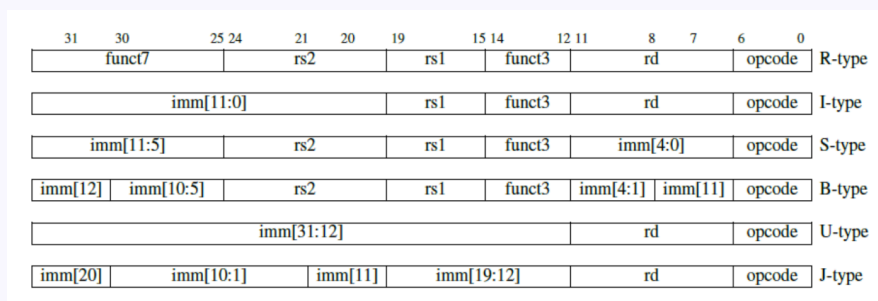 31 30 25 24 21 20 19 15 14 12 11 8 7 6 0
funct7 rs2 rs1 funct3 rd opcode R-type
imm[11:0] rs1 funct3 rd opcode I-type
imm[11:5] rs2 rs1 funct3 imm[4:0] opcode S-type
imm[12] imm[10:5] rs2 rs1 funct3 imm[4:1] imm[11] opcode B-type
imm[31:12] rd opcode U-type
imm[20] imm[10:1] imm[11] imm[19:12] rd opcode J-type